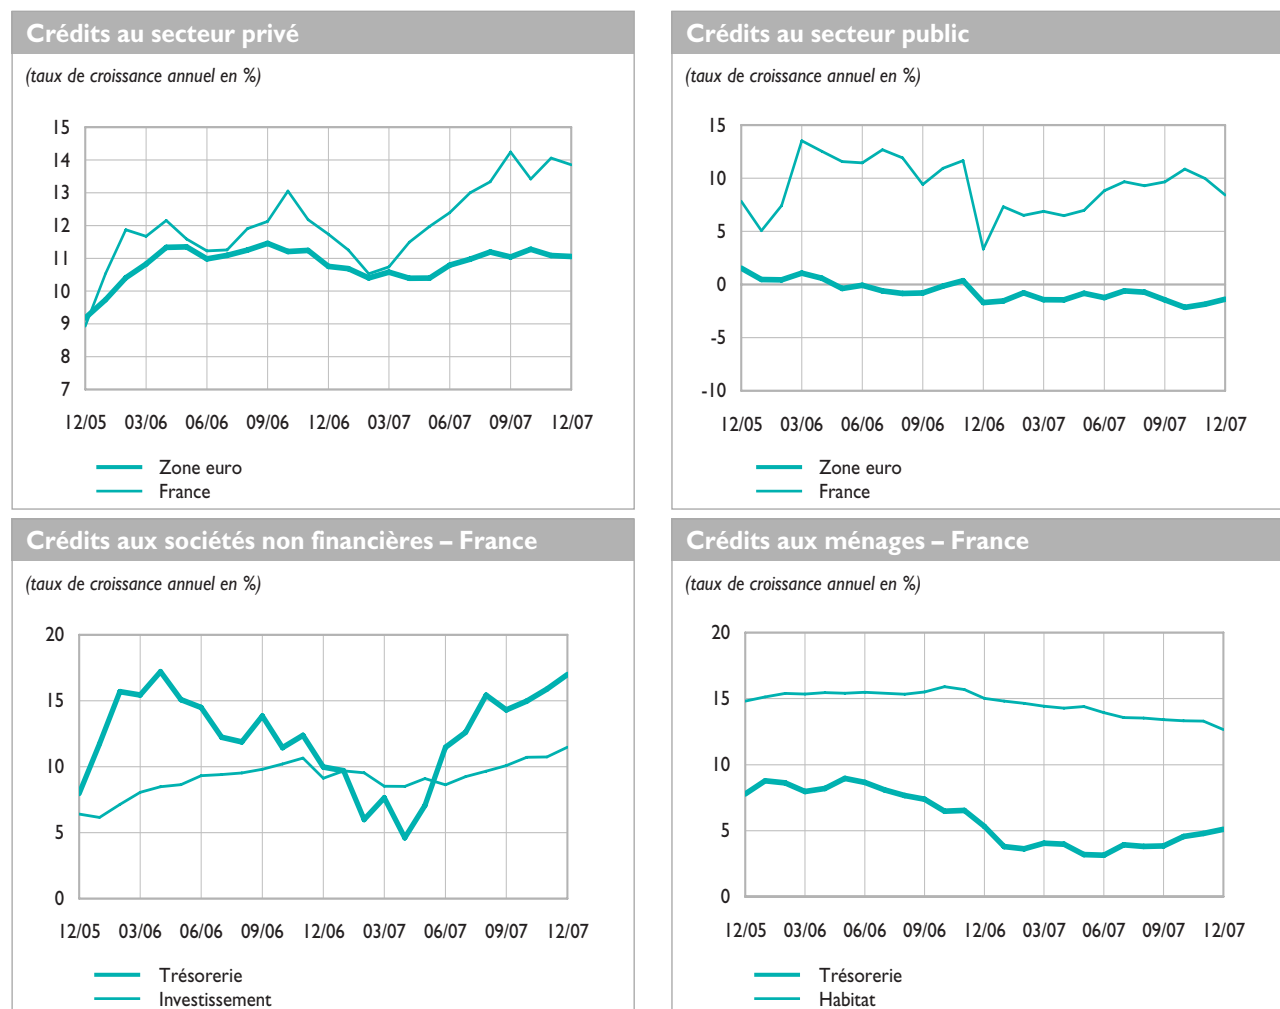 Crédits au secteur privé
(taux de croissance annuel en %)
15
14
13
12
11
10
9
8
7
12/05 03/06 06/06 09/06 12/06 03/07 06/07 09/07 12/07
Zone euro
France
Crédits au secteur public
(taux de croissance annuel en %)
15
10
5
0
-5
-10
12/05 03/06 06/06 09/06 12/06 03/07 06/07 09/07 12/07
Zone euro
France
Crédits aux sociétés non financières – France
(taux de croissance annuel en %)
20
15
10
5
0
12/05 03/06 06/06 09/06 12/06 03/07 06/07 09/07 12/07
Trésorerie
Investissement
Crédits aux ménages – France
(taux de croissance annuel en %)
20
15
10
5
0
12/05 03/06 06/06 09/06 12/06 03/07 06/07 09/07 12/07
Trésorerie
Habitat